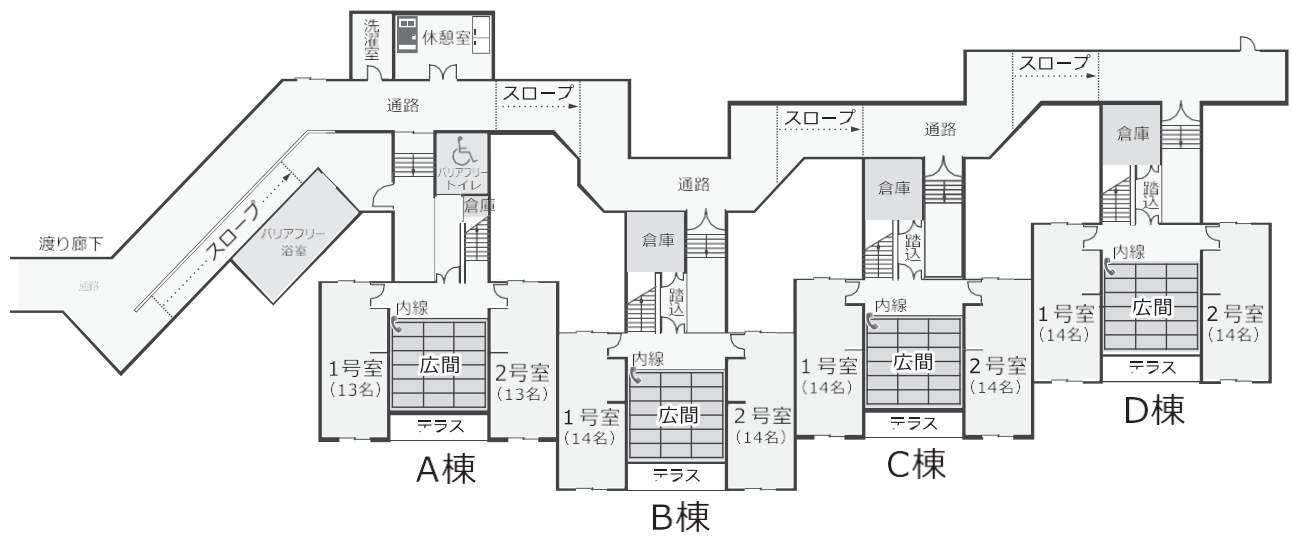 洗濯室
休憩室
スロープ
通路
スロープ
通路
スロープ
通路
バリアフリー
トイレ
倉庫
スロープ
バリアフリー
浴室
渡り廊下
通路
内線
広間
1号室
(13名)
2号室
(13名)
テラス
A棟
通路
倉庫
踏込
内線
広間
1号室
(14名)
2号室
(14名)
テラス
B棟
倉庫
踏込
内線
広間
1号室
(14名)
2号室
(14名)
テラス
C棟
倉庫
踏込
内線
広間
1号室
(14名)
2号室
(14名)
テラス
D棟